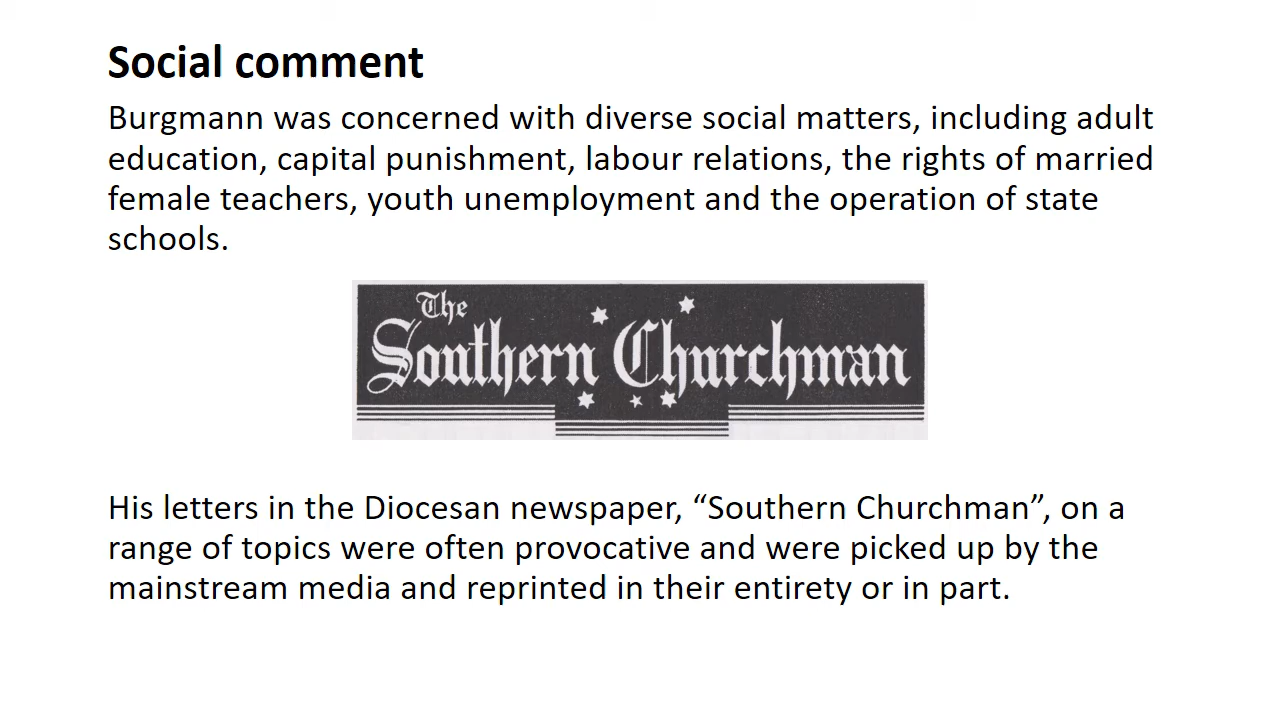 Social comment
Burgmann was concerned with diverse social matters, including adult
education, capital punishment, labour relations, the rights of married
female teachers, youth unemployment and the operation of state
schools.
The
Southern Churchman
His letters in the Diocesan newspaper, “Southern Churchman”, on a
range of topics were often provocative and were picked up by the
mainstream media and reprinted in their entirety or in part.